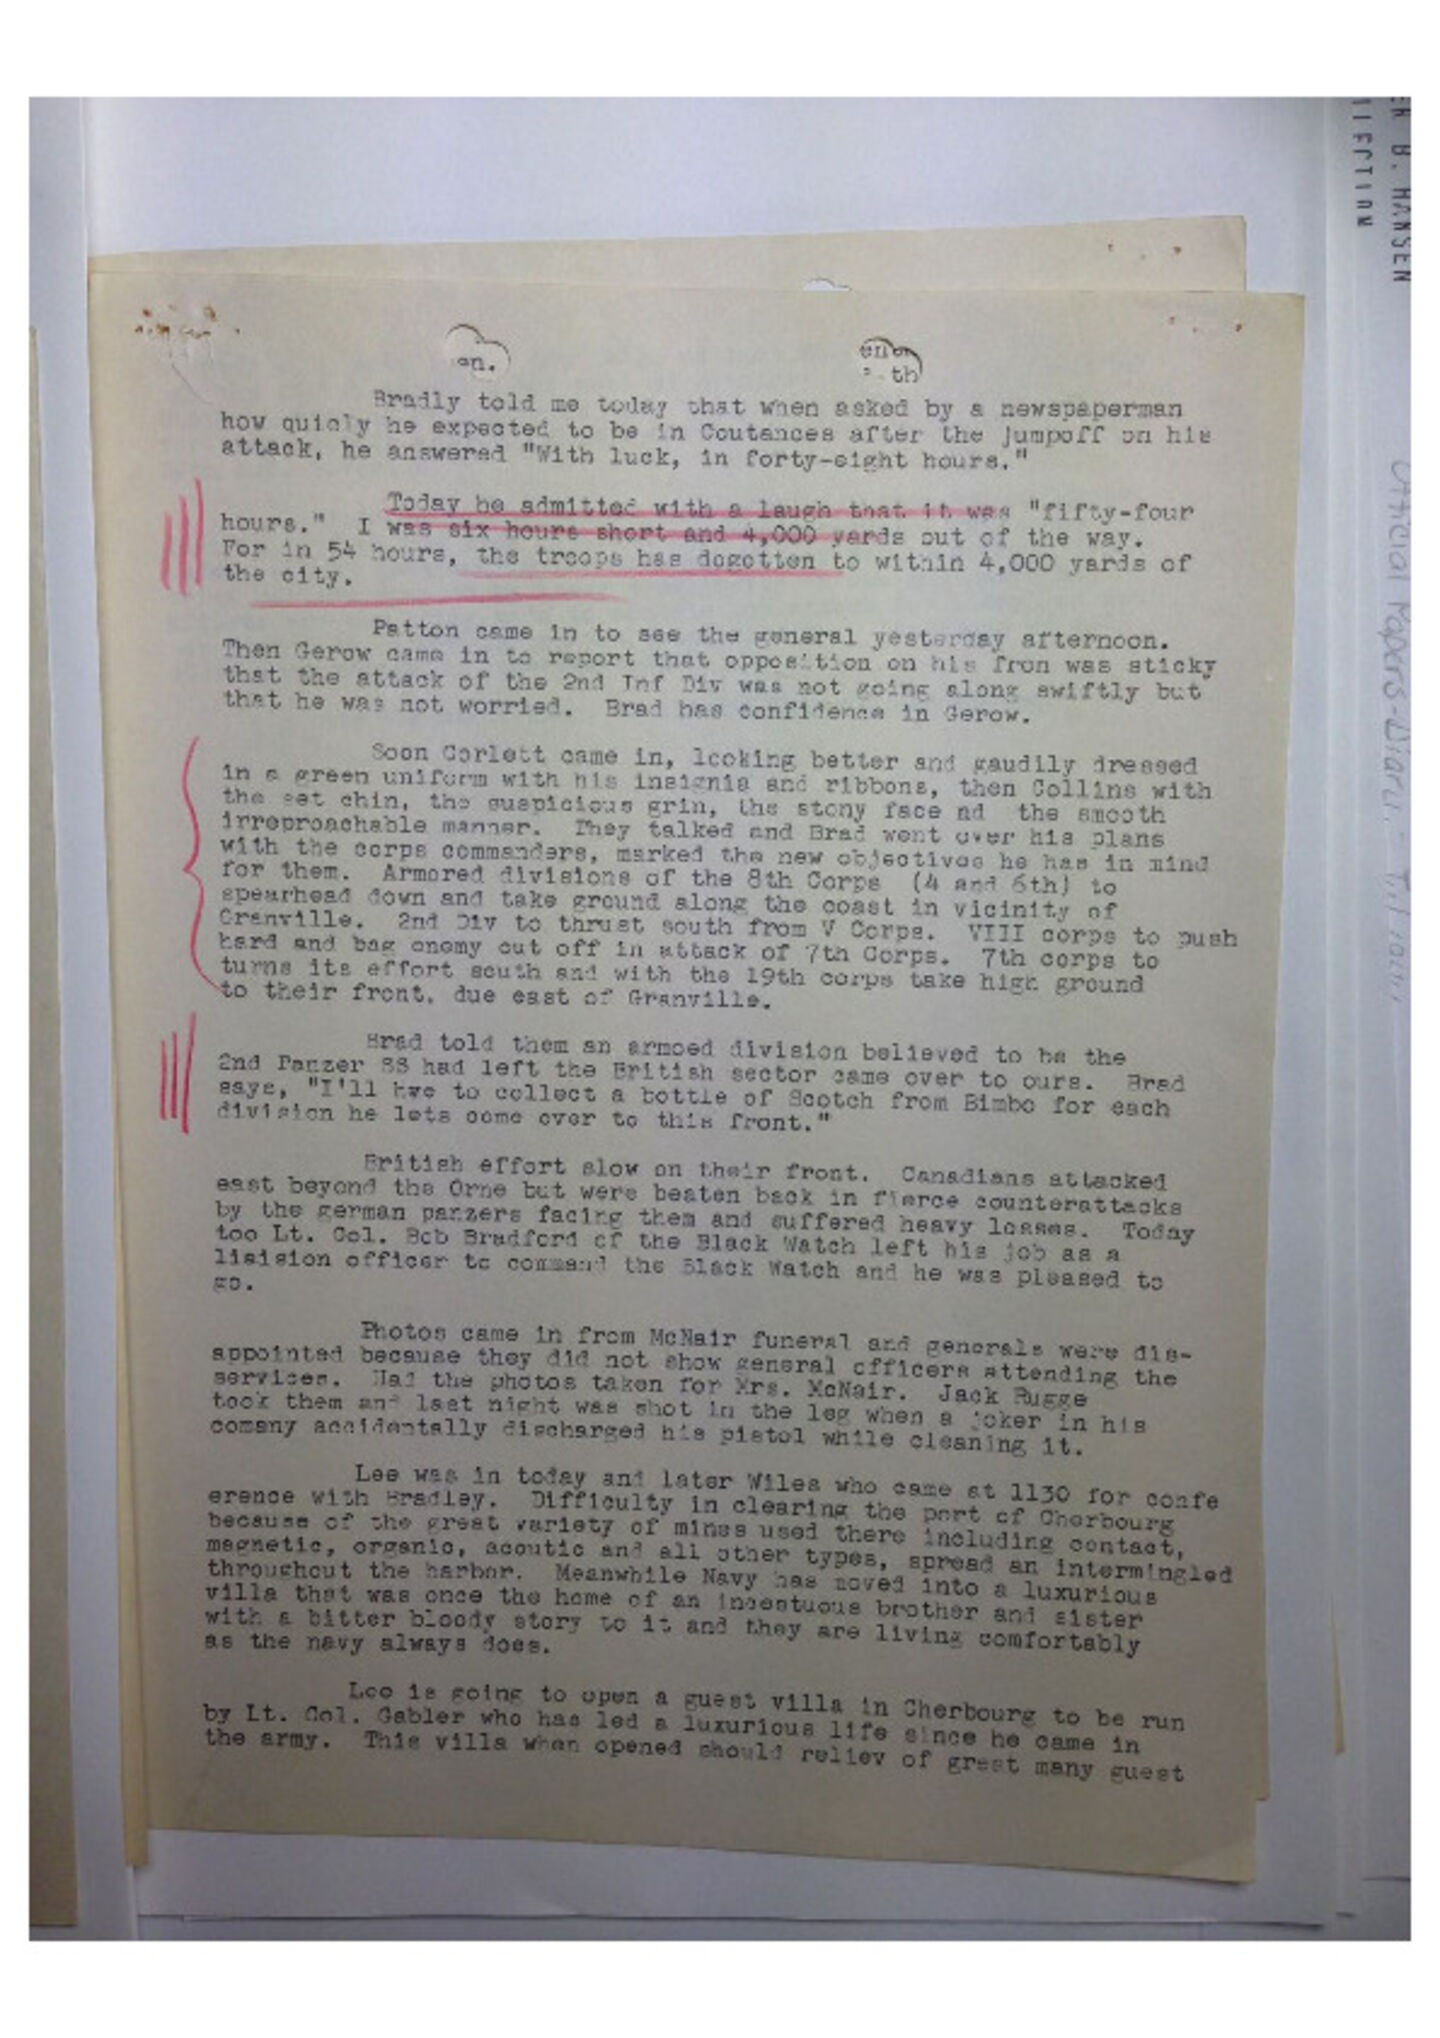 an.
th
Bradly told me today that when asked by a newspaperman
how quicly he expected to be in Coutances after the jumpoff on his
attack, he answered "With luck, in forty-eight hours."
Today he admitted with a laugh that it was "fifty-four
hours." I was six hours short and 4,000 yards out of the way.
For in 54 hours, the troops has dogotten to within 4,000 yards of
the city.
Patton came in to see the general yesterday afternoon.
Then Gerow came in to report that opposition on his fron was sticky
that the attack of the 2nd Inf Div was not going along swiftly but
that he was not worried. Brad has confidence in Gerow.
Soon Corlett came in, looking better and gaudily dressed
in a green uniform with his insignia and ribbons, then Collins with
the set chin, the suspicious grin, the stony face nd the smooth
irreproachable manner. They talked and Brad went over his plans
with the corps commanders, marked the new objectives he has in mind
for them. Armored divisions of the 8th Corps (4 and 6th) to
spearhead down and take ground along the coast in vicinity of
Granville. 2nd Div to thrust south from V Corps. VIII corps to push
hard and bag enemy cut off in attack of 7th Corps. 7th corps to
turns its effort south and with the 19th corps take high ground
to their front, due east of Granville.
Brad told them an armoed division believed to be the
2nd Panzer SS had left the British sector came over to ours. Brad
says, "I'll hve to collect a bottle of Scotch from Bimbo for each
division he lets come over to this front."
British effort slow on their front. Canadians attacked
east beyond the Orne but were beaten back in fierce counterattacks
by the german panzers facing them and suffered heavy losses. Today
too Lt. Col. Bob Bradford of the Black Watch left his job as a
lisision officer to command the Black Watch and he was pleased to
go.
Photos came in from McNair funeral and generals were dis-
appointed because they did not show general officers attending the
services. Had the photos taken for Mrs. McNair. Jack Rugge
took them and last night was shot in the leg when a joker in his
comany accidentally discharged his pistol while cleaning it.
Lee was in today and later Wiles who came at 1130 for confe
erence with Bradley. Difficulty in clearing the port of Cherbourg
because of the great variety of mines used there including contact,
magnetic, organic, acoutic and all other types, spread an intermingled
throughout the harbor. Meanwhile Navy has moved into a luxurious
villa that was once the home of an incestuous brother and sister
with a bitter bloody story to it and they are living comfortably
as the navy always does.
Lee is going to open a guest villa in Cherbourg to be run
by Lt. Col. Gabler who has led a luxurious life since he came in
the army. This villa when opened should reliev of great many guest
B. HANSEN
Official Papers-Diary